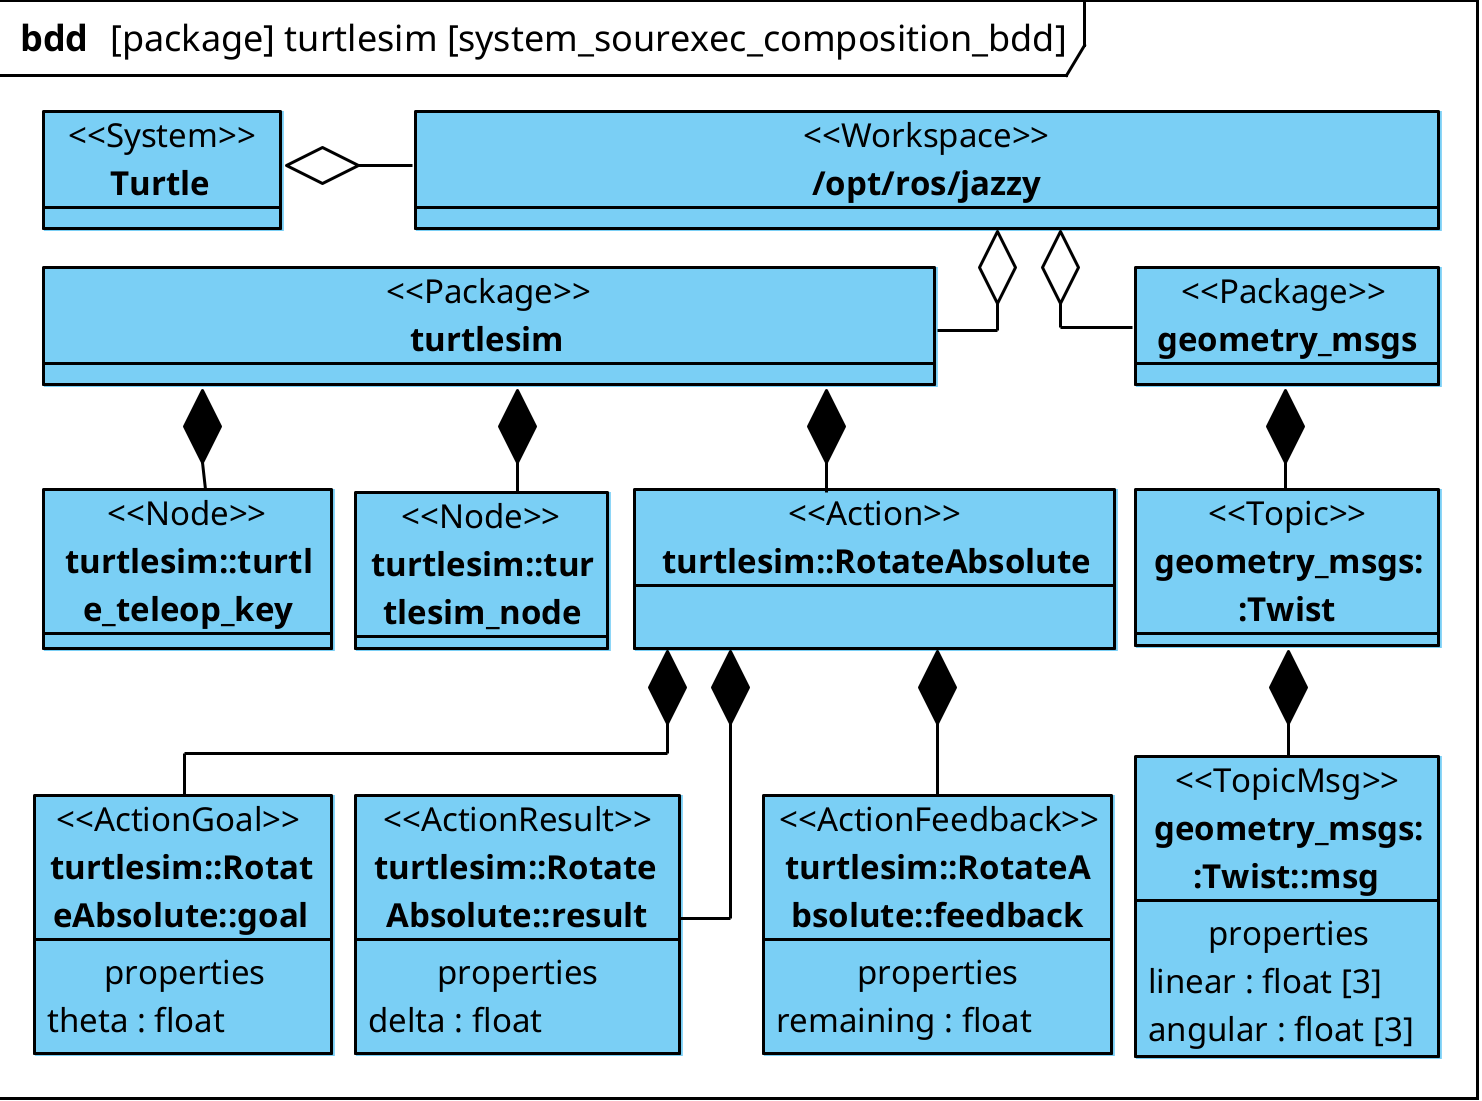 bdd [package] turtlesim [system_sourexec_composition_bdd]
<<System>>
Turtle
<<Workspace>>
/opt/ros/jazzy
<<Package>>
turtlesim
<<Package>>
geometry_msgs
<<Node>>
turtlesim::turtl
e_teleop_key
<<Node>>
turtlesim::tur
tlesim_node
<<Action>>
turtlesim::RotateAbsolute
<<Topic>>
geometry_msgs:
:Twist
<<ActionGoal>>
turtlesim::Rotat
eAbsolute::goal
properties
theta : float
<<ActionResult>>
turtlesim::Rotate
Absolute::result
properties
delta : float
<<ActionFeedback>>
turtlesim::RotateA
bsolute::feedback
properties
remaining : float
<<TopicMsg>>
geometry_msgs:
:Twist::msg
properties
linear : float [3]
angular : float [3]